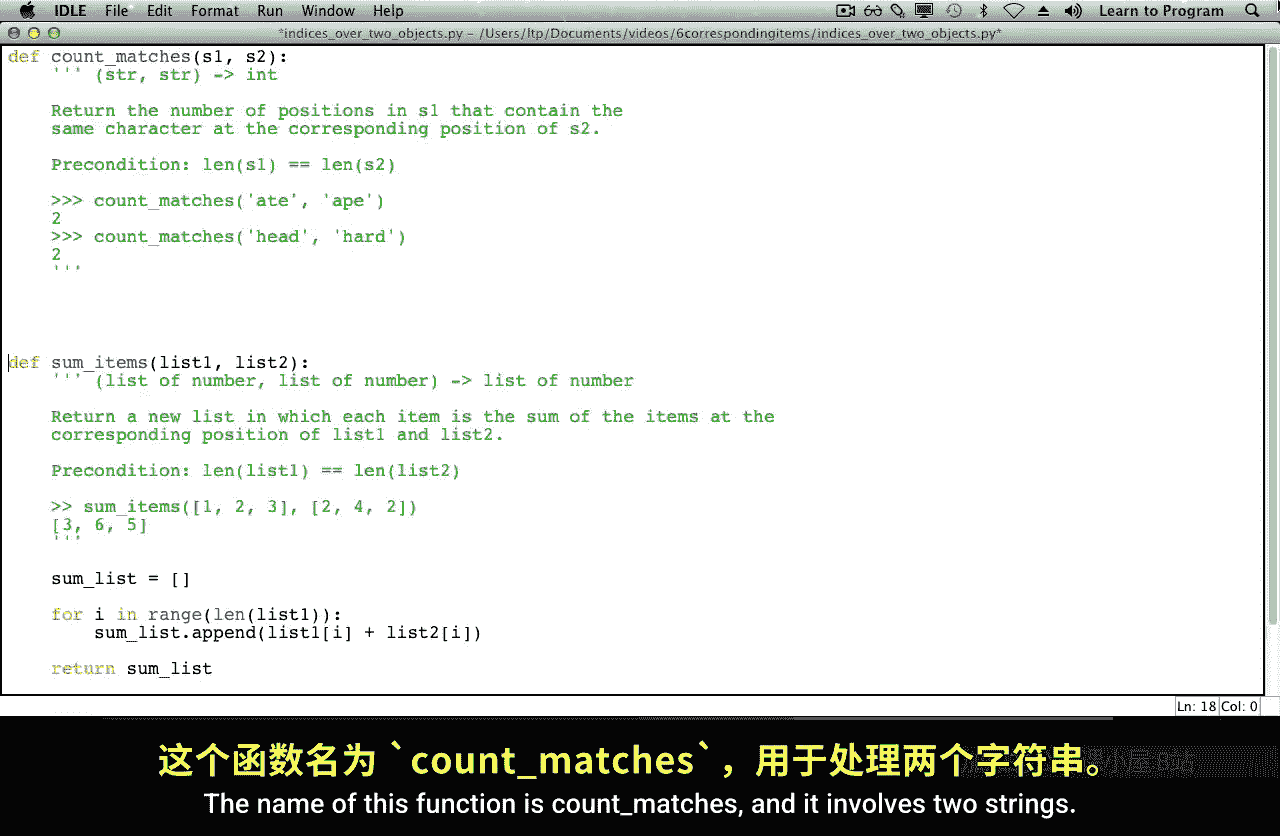 IDLE File Edit Format Run Window Help Learn to Program
*indices_over_two_objects.py – /Users/ltp/Documents/videos/6correspondingitems/indices_over_two_objects.py*
def count_matches(s1, s2):
    ''' (str, str) -> int
    Return the number of positions in s1 that contain the
    same character at the corresponding position of s2.
    Precondition: len(s1) == len(s2)
    >>> count_matches('ate', 'ape')
    2
    >>> count_matches('head', 'hard')
    2
    '''
def sum_items(list1, list2):
    ''' (list of number, list of number) -> list of number
    Return a new list in which each item is the sum of the items at the
    corresponding position of list1 and list2.
    Precondition: len(list1) == len(list2)
    >> sum_items([1, 2, 3], [2, 4, 2])
    [3, 6, 5]
    '''
    sum_list = []
    for i in range(len(list1)):
        sum_list.append(list1[i] + list2[i])
    return sum_list
Ln: 18 Col: 0
这个函数名为 `count_matches`，用于处理两个字符串。
The name of this function is count_matches, and it involves two strings.